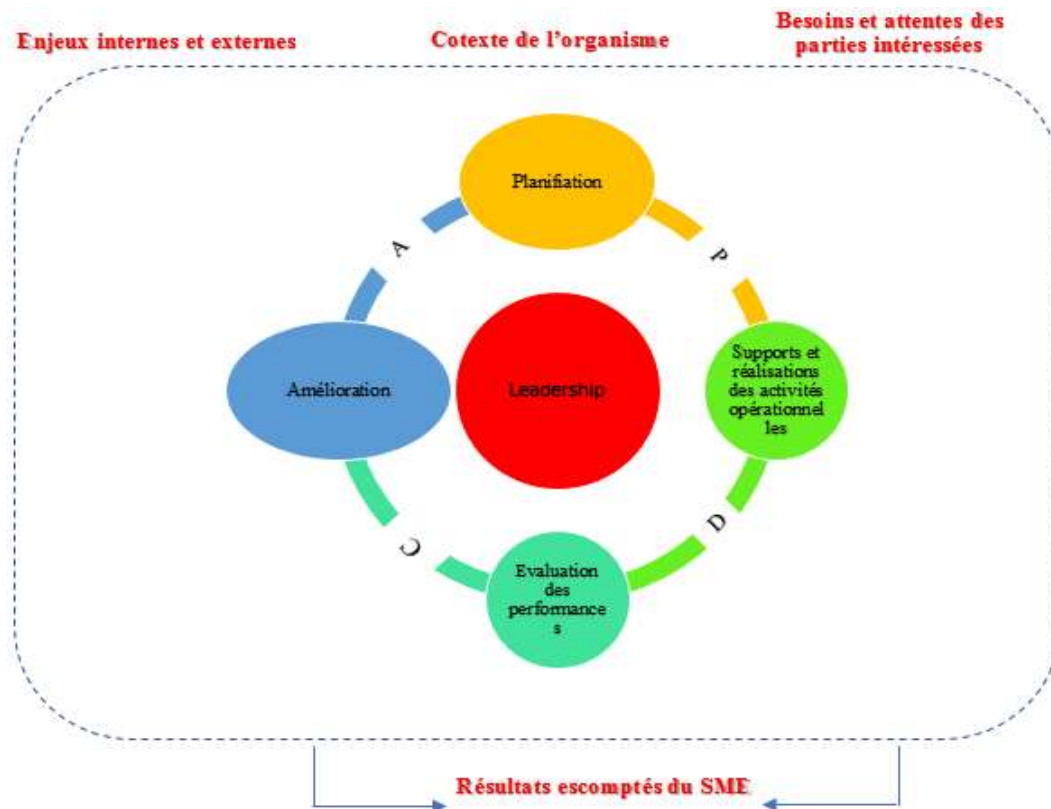 Enjeux internes et externes
Cotexte de l'organisme
Besoins et attentes des
parties intéressées
Planifiation
A
P
Amélioration
Leadership
Supports et
réalisations
des activités
opérationnel
les
C
D
Evaluation
des
performance
s
Résultats escomptés du SME